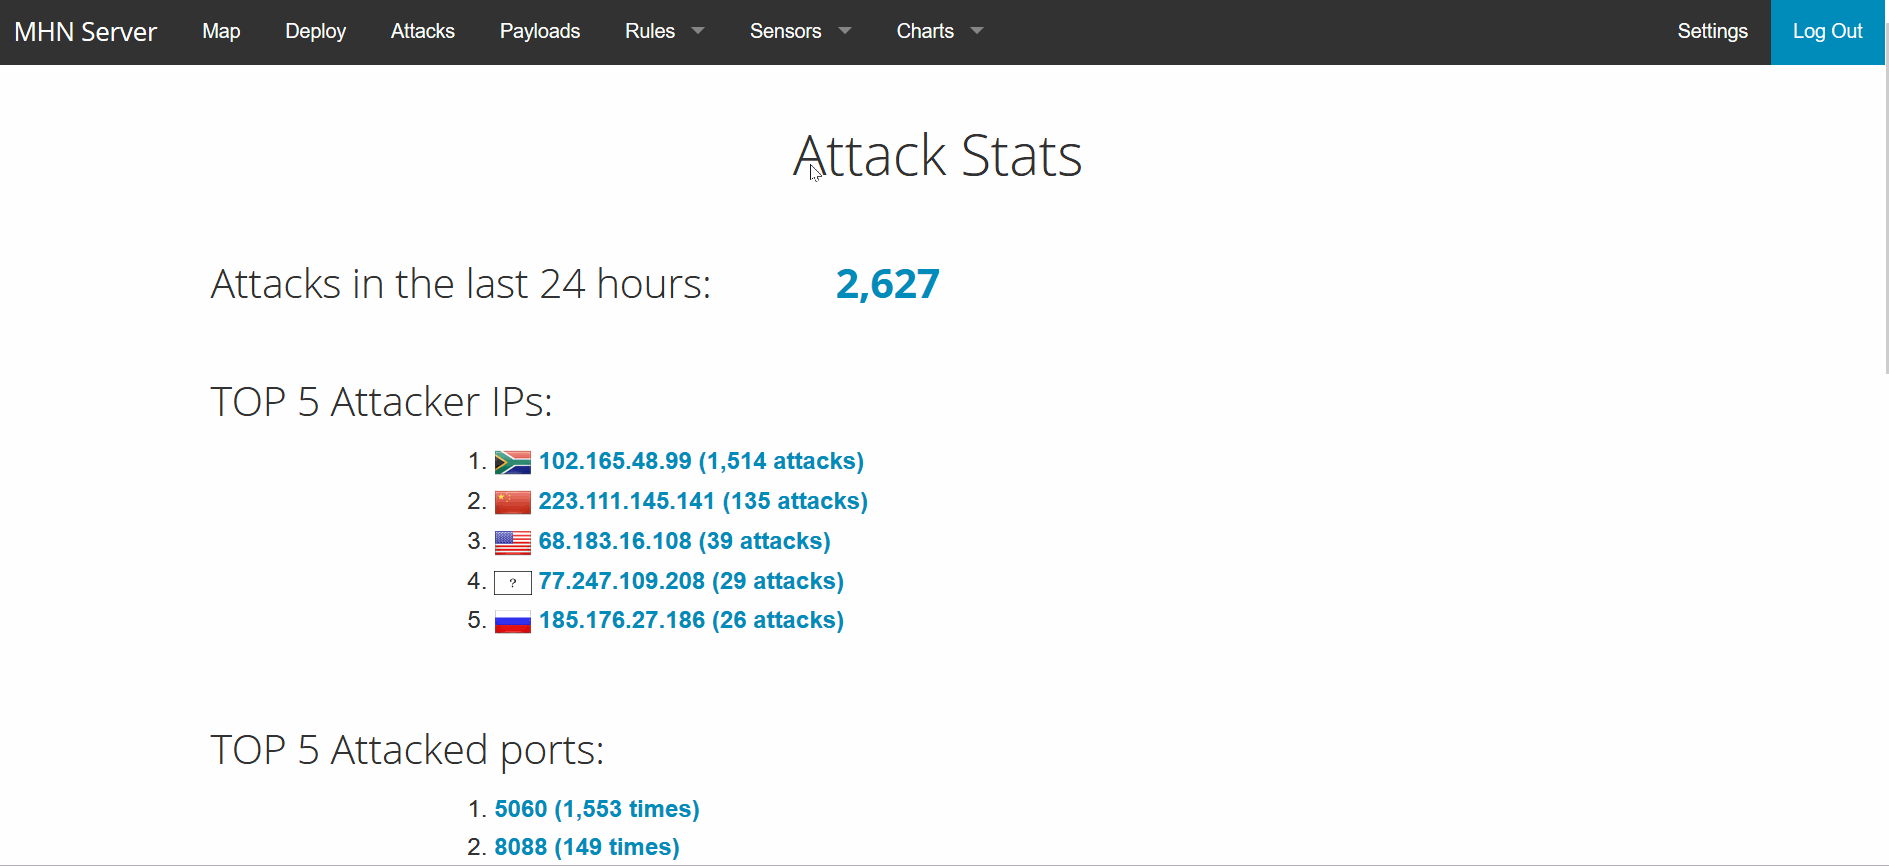 MHN Server Map Deploy Attacks Payloads Rules Sensors Charts Settings Log Out
Attack Stats
Attacks in the last 24 hours: 2,627
TOP 5 Attacker IPs:
1. 102.165.48.99 (1,514 attacks)
2. 223.111.145.141 (135 attacks)
3. 68.183.16.108 (39 attacks)
4. ? 77.247.109.208 (29 attacks)
5. 185.176.27.186 (26 attacks)
TOP 5 Attacked ports:
1. 5060 (1,553 times)
2. 8088 (149 times)